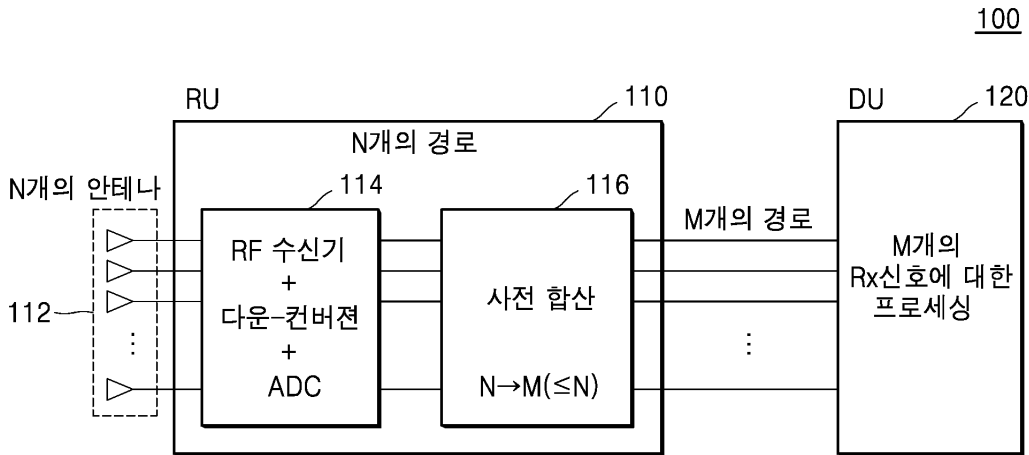 100
RU
110
DU
120
N개의 경로
N개의 안테나
114
116
M개의 경로
RF 수신기
+
다운-컨버젼
+
ADC
사전 합산
N→M(≤N)
M개의
Rx신호에 대한
프로세싱
112